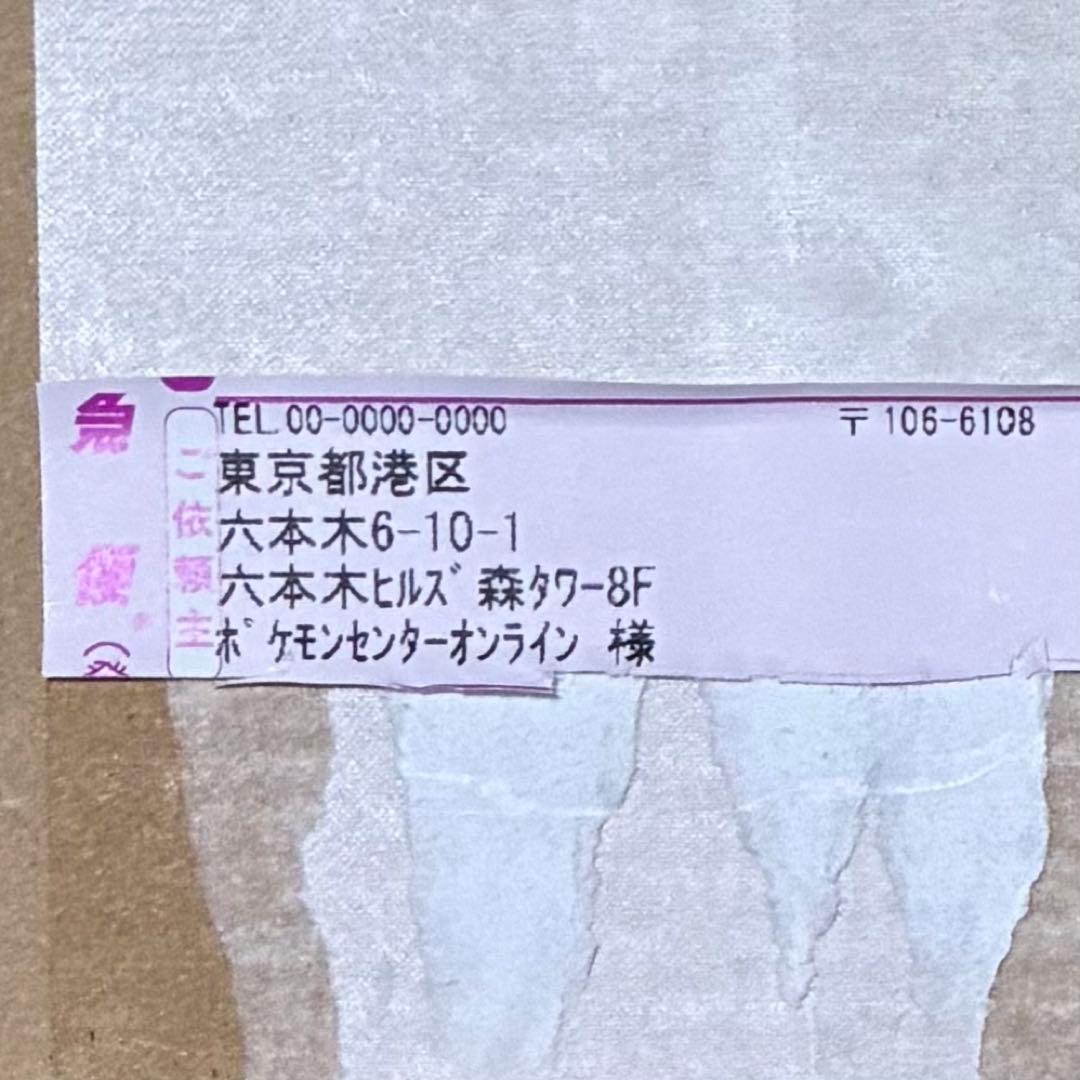 急便
ご依頼主
TEL 00-0000-0000 〒 106-6108
東京都港区
六本木6-10-1
六本木ﾋﾙｽﾞ森ﾀﾜｰ8F
ﾎﾟｹﾓﾝｾﾝﾀｰｵﾝﾗｲﾝ 様